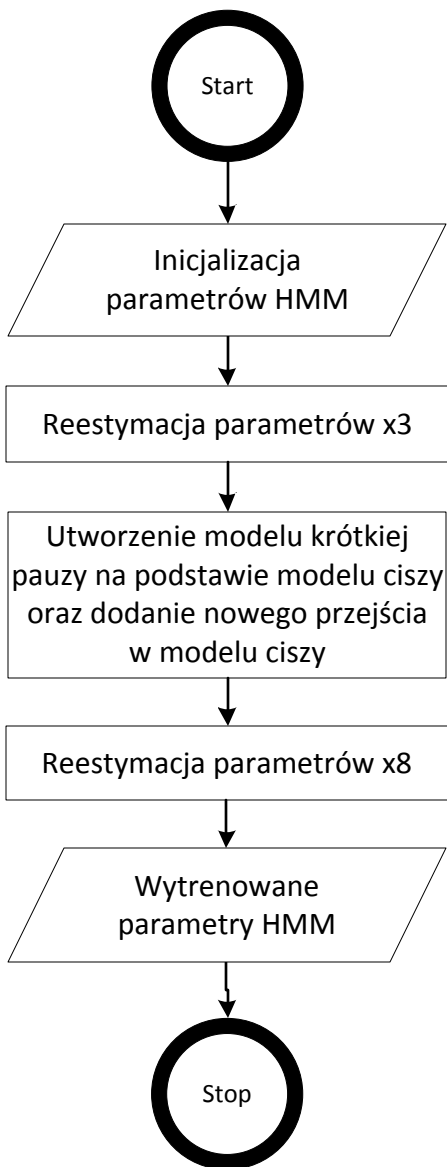 Start
Inicjalizacja
parametrów HMM
Reestymacja parametrów x3
Utworzenie modelu krótkiej
pauzy na podstawie modelu ciszy
oraz dodanie nowego przejścia
w modelu ciszy
Reestymacja parametrów x8
Wytrenowane
parametry HMM
Stop